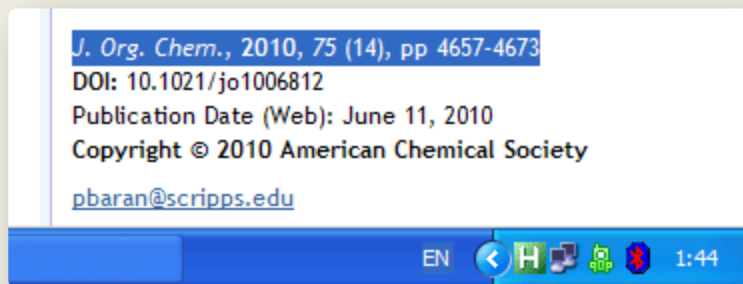 J. Org. Chem., 2010, 75 (14), pp 4657-4673
DOI: 10.1021/jo1006812
Publication Date (Web): June 11, 2010
Copyright © 2010 American Chemical Society
pbaran@scripps.edu
EN H 1:44